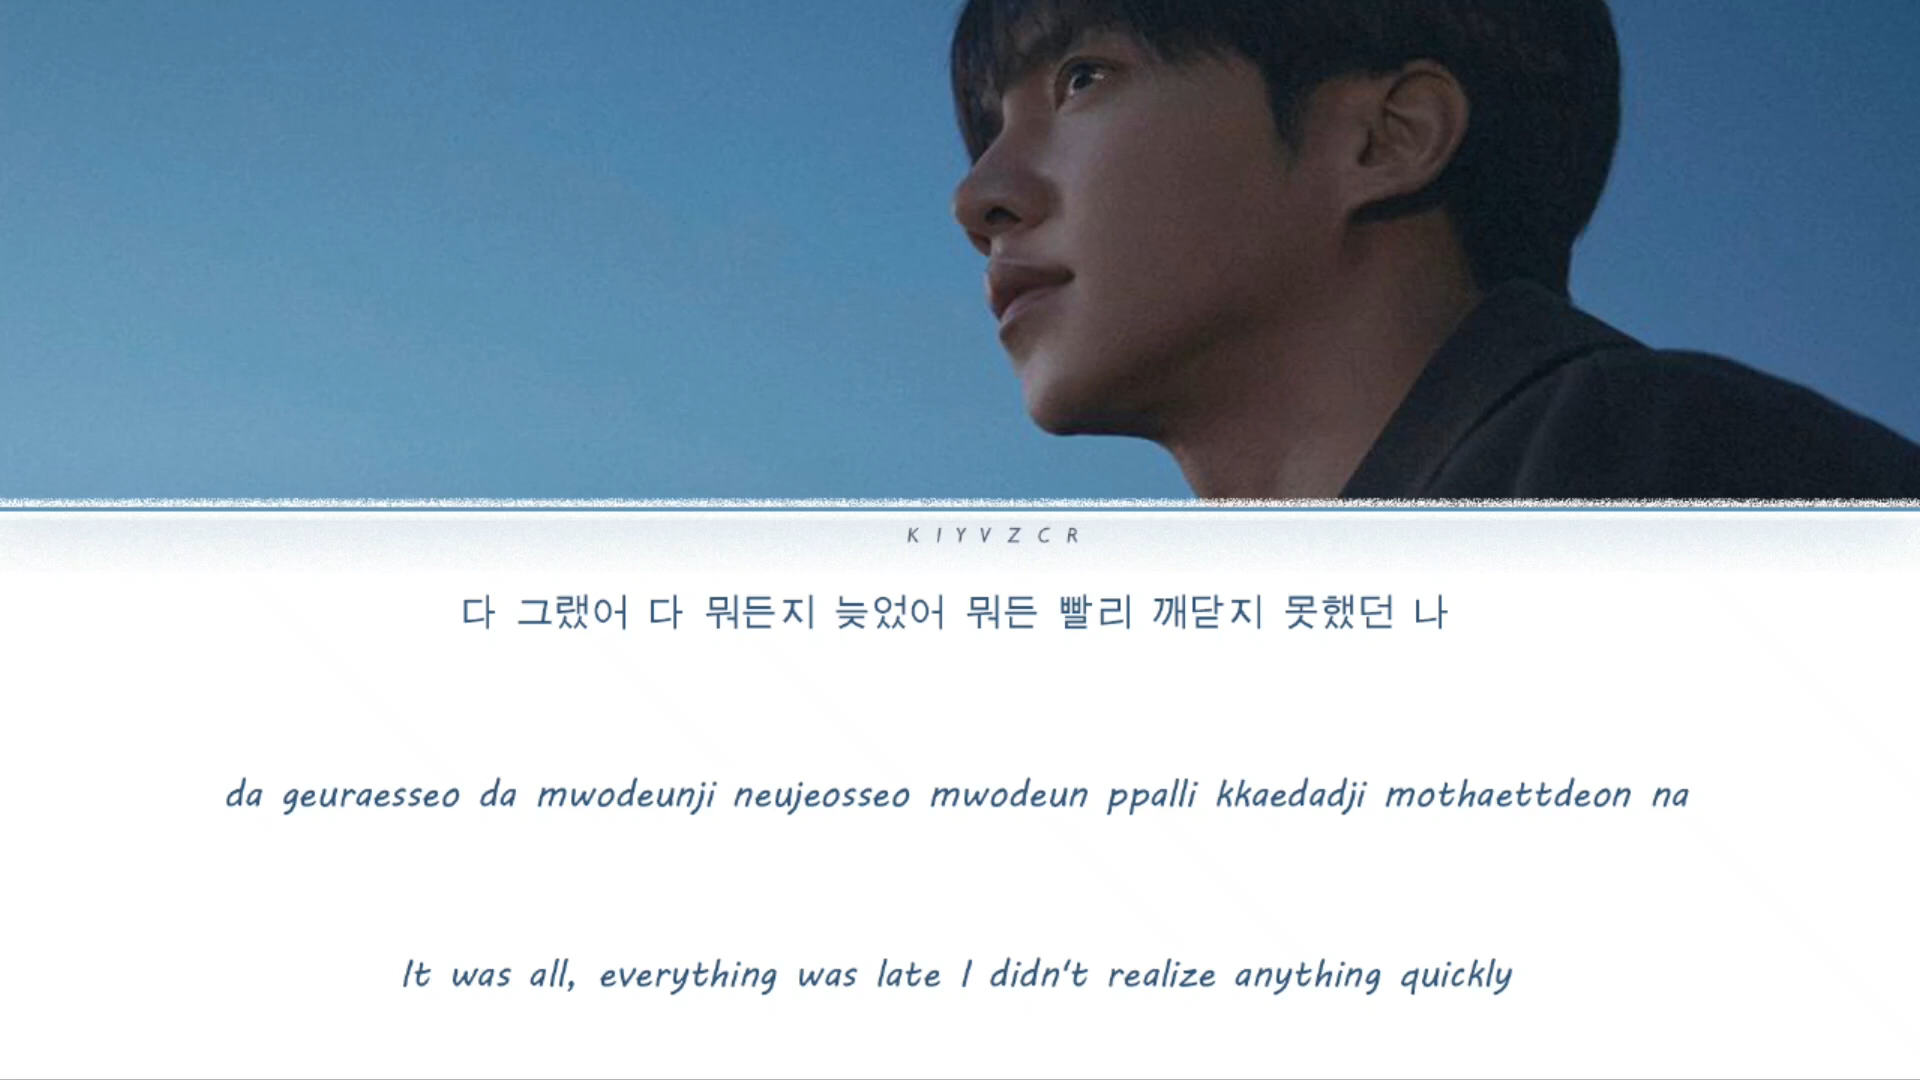 K I Y V Z C R
다 그랬어 다 뭐든지 늦었어 뭐든 빨리 깨닫지 못했던 나
da geuraesseo da mwodeunji neujeosseo mwodeun ppalli kkaedadji mothaettdeon na
It was all, everything was late I didn't realize anything quickly